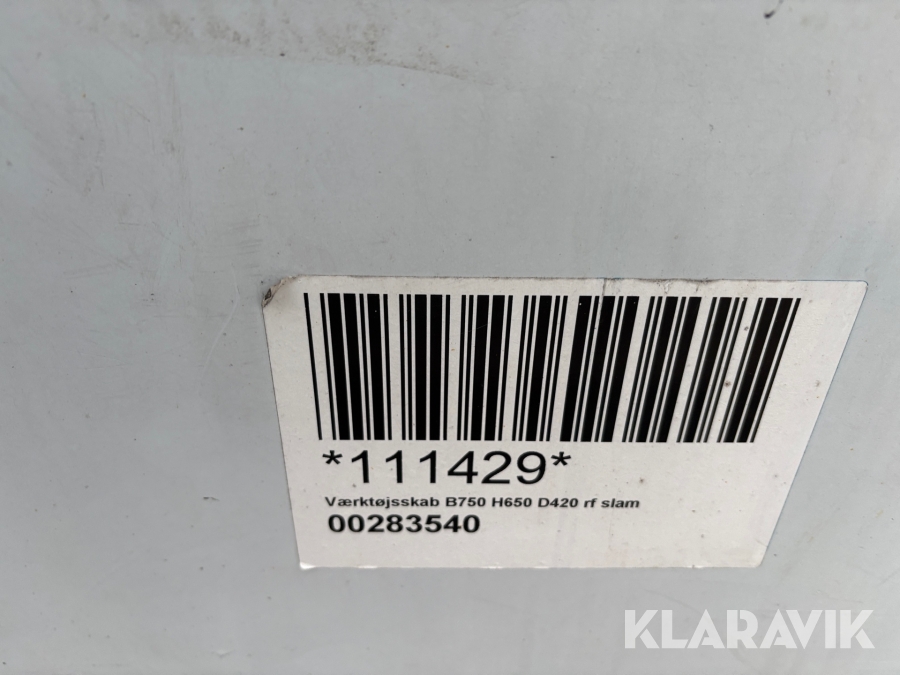 *111429*
Værktøjsskab B750 H650 D420 rf slam
00283540
KLARAVIK